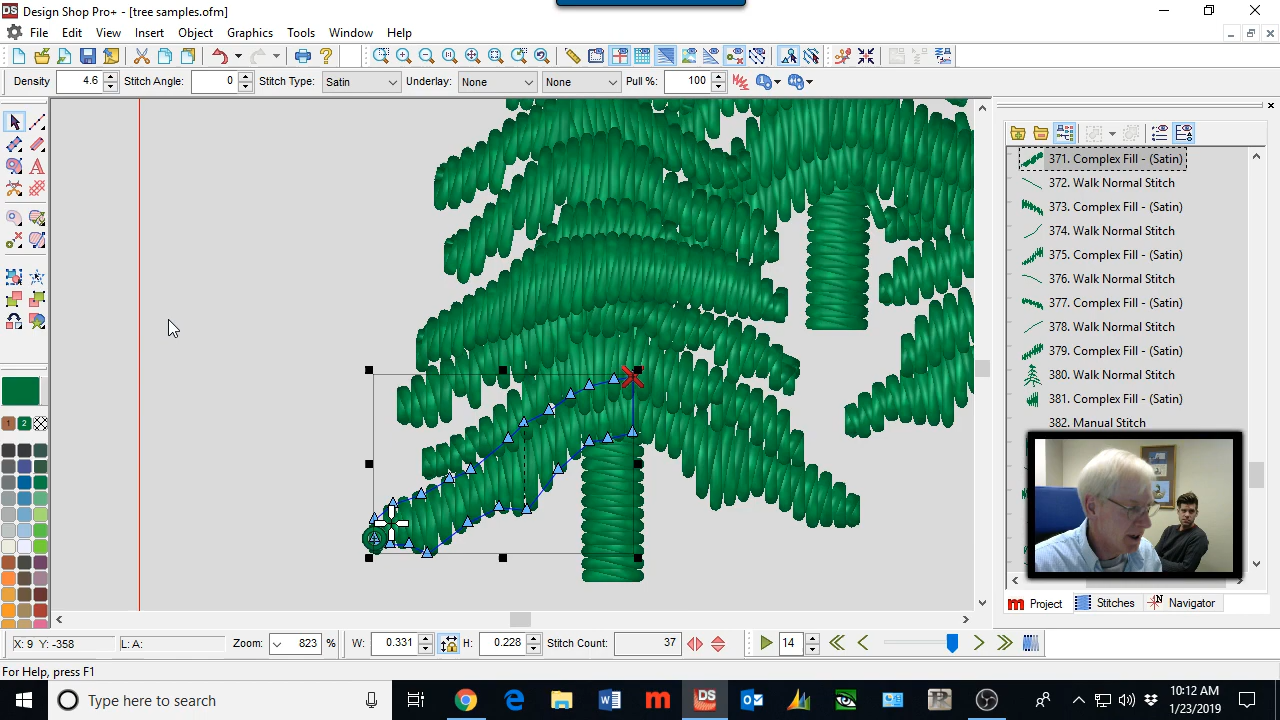 DS Design Shop Pro+ - [tree samples.ofm]
File Edit View Insert Object Graphics Tools Window Help
Density 4.6 Stitch Angle: 0 Stitch Type: Satin Underlay: None None Pull %: 100
371. Complex Fill - (Satin)
372. Walk Normal Stitch
373. Complex Fill - (Satin)
374. Walk Normal Stitch
375. Complex Fill - (Satin)
376. Walk Normal Stitch
377. Complex Fill - (Satin)
378. Walk Normal Stitch
379. Complex Fill - (Satin)
380. Walk Normal Stitch
381. Complex Fill - (Satin)
382. Manual Stitch
1 2
Project Stitches Navigator
X: 9 Y: -358 L: A: Zoom: 823 % W: 0.331 H: 0.228 Stitch Count: 37 14
For Help, press F1
Type here to search
DS
10:12 AM
1/23/2019